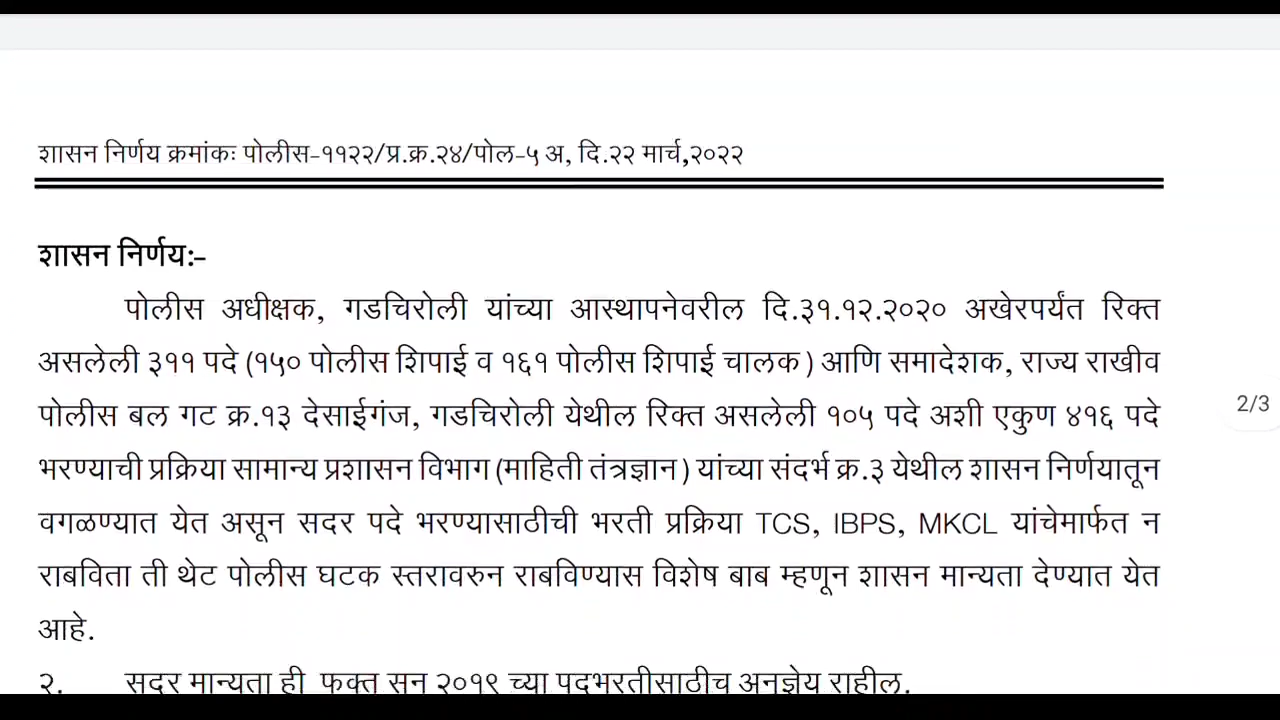 शासन निर्णय क्रमांकः पोलीस-११२२/प्र.क्र.२४/पोल-५ अ, दि.२२ मार्च,२०२२
शासन निर्णय:-
पोलीस अधीक्षक, गडचिरोली यांच्या आस्थापनेवरील दि.३१.१२.२०२० अखेरपर्यंत रिक्त
असलेली ३११ पदे (१५० पोलीस शिपाई व १६१ पोलीस शिपाई चालक) आणि समादेशक, राज्य राखीव
पोलीस बल गट क्र.१३ देसाईगंज, गडचिरोली येथील रिक्त असलेली १०५ पदे अशी एकुण ४१६ पदे
2/3
भरण्याची प्रक्रिया सामान्य प्रशासन विभाग (माहिती तंत्रज्ञान) यांच्या संदर्भ क्र.३ येथील शासन निर्णयातून
वगळण्यात येत असून सदर पदे भरण्यासाठीची भरती प्रक्रिया TCS, IBPS, MKCL यांचेमार्फत न
राबविता ती थेट पोलीस घटक स्तरावरुन राबविण्यास विशेष बाब म्हणून शासन मान्यता देण्यात येत
आहे.
२. सदर मान्यता ही फक्त सन २०१९ च्या पदभरतीसाठीच अनुज्ञेय राहील.